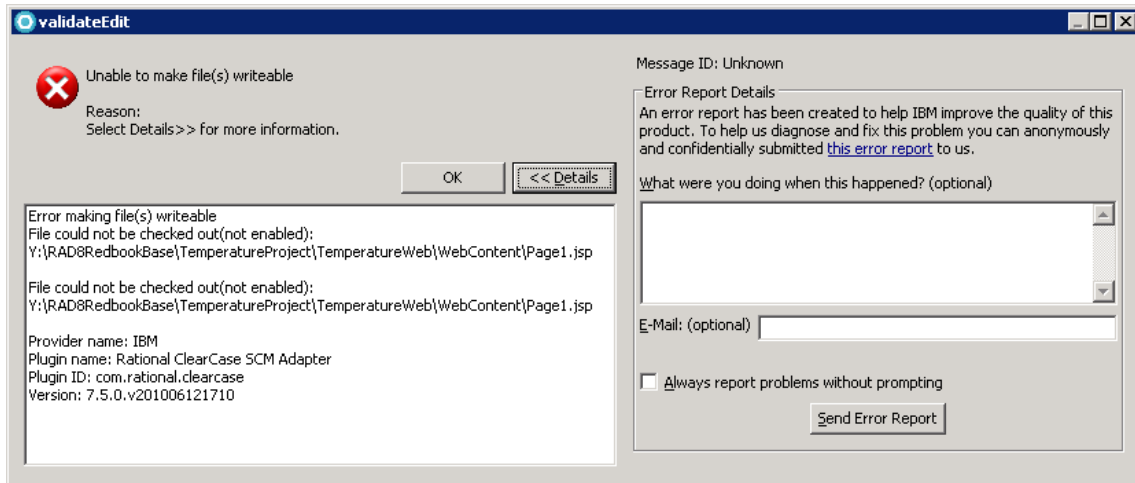 validateEdit
Unable to make file(s) writeable
Reason:
Select Details>> for more information.
OK
<< Details
Error making file(s) writeable
File could not be checked out(not enabled):
Y:\RAD8RedbookBase\TemperatureProject\TemperatureWeb\WebContent\Page1.jsp
File could not be checked out(not enabled):
Y:\RAD8RedbookBase\TemperatureProject\TemperatureWeb\WebContent\Page1.jsp
Provider name: IBM
Plugin name: Rational ClearCase SCM Adapter
Plugin ID: com.rational.clearcase
Version: 7.5.0.v201006121710
Message ID: Unknown
Error Report Details
An error report has been created to help IBM improve the quality of this
product. To help us diagnose and fix this problem you can anonymously
and confidentially submitted this error report to us.
What were you doing when this happened? (optional)
E-Mail: (optional)
Always report problems without prompting
Send Error Report